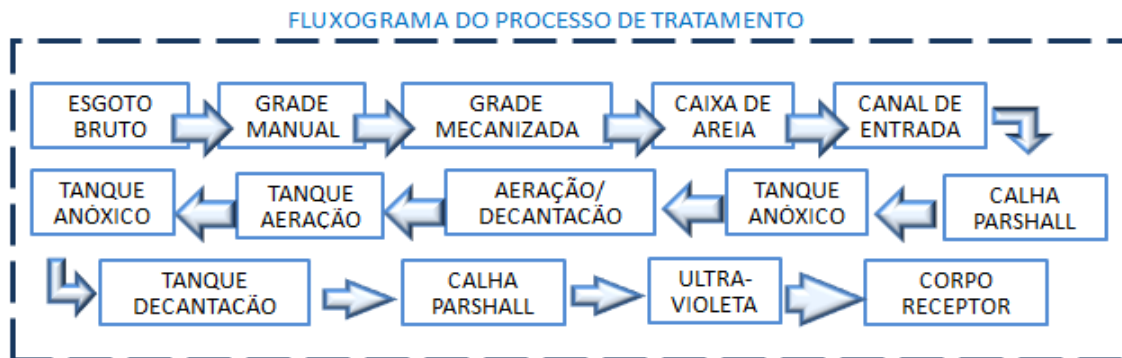 FLUXOGRAMA DO PROCESSO DE TRATAMENTO
ESGOTO
BRUTO
GRADE
MANUAL
GRADE
MECANIZADA
CAIXA DE
AREIA
CANAL DE
ENTRADA
CALHA
PARSHALL
TANQUE
ANÓXICO
AERAÇÃO/
DECANTACÃO
TANQUE
AERAÇÃO
TANQUE
ANÓXICO
TANQUE
DECANTACÃO
CALHA
PARSHALL
ULTRA-
VIOLETA
CORPO
RECEPTOR